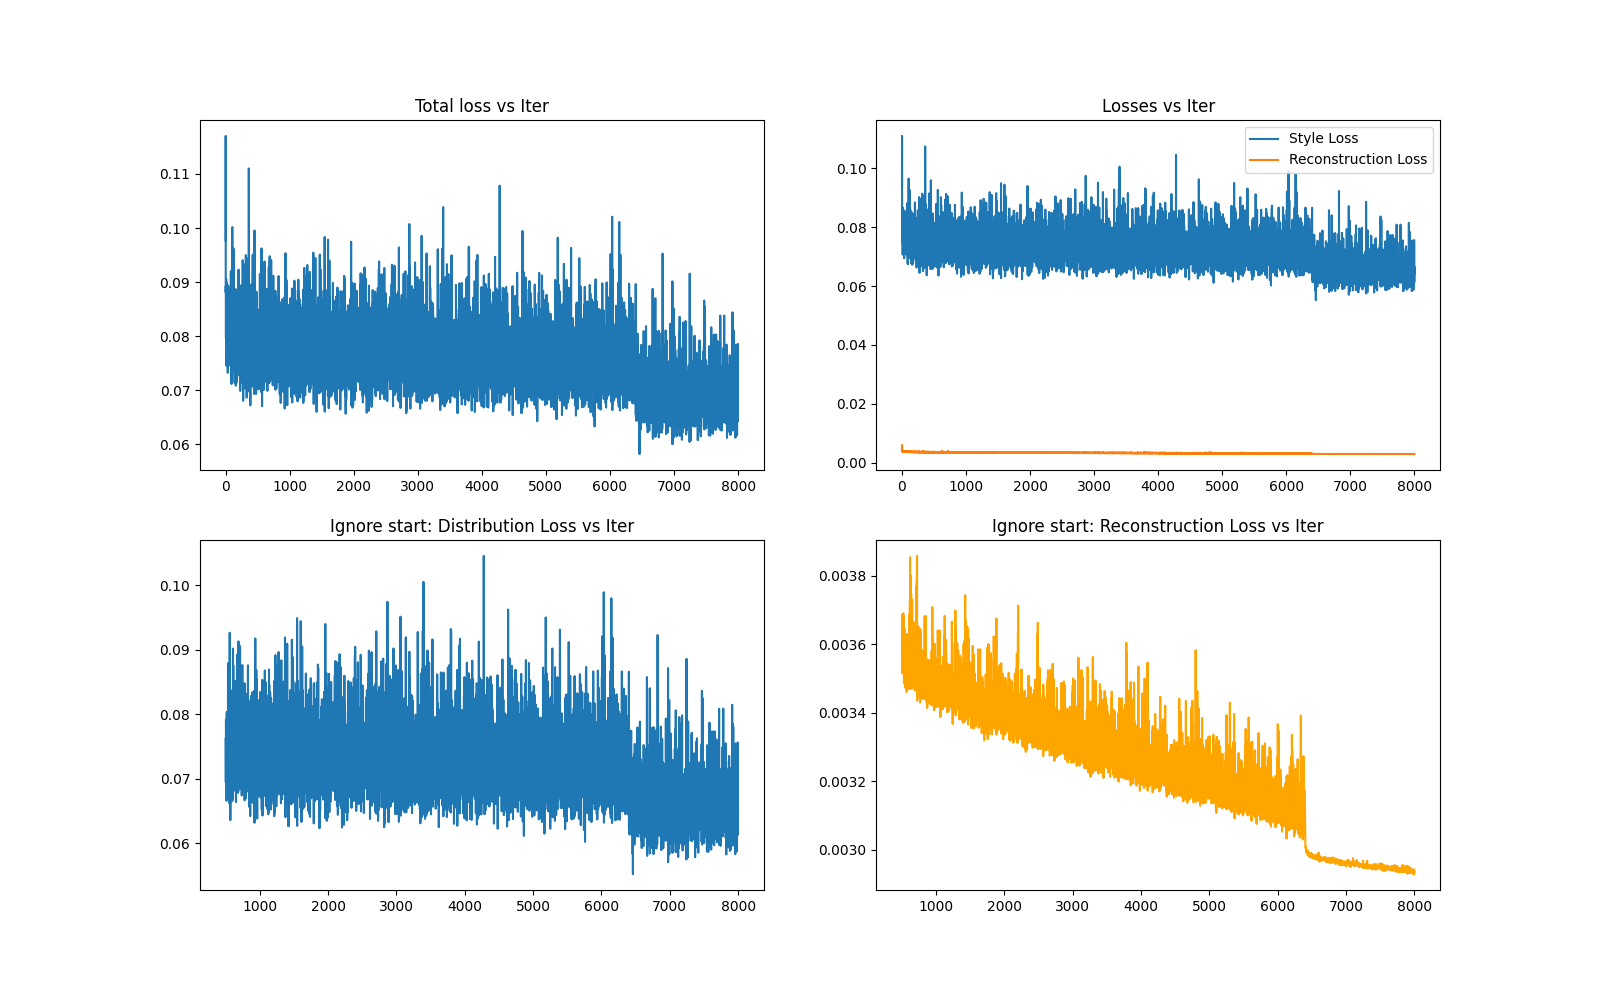 Total loss vs Iter
0.11
0.10
0.09
0.08
0.07
0.06
0 1000 2000 3000 4000 5000 6000 7000 8000
Losses vs Iter
Style Loss
Reconstruction Loss
0.10
0.08
0.06
0.04
0.02
0.00
0 1000 2000 3000 4000 5000 6000 7000 8000
Ignore start: Distribution Loss vs Iter
0.10
0.09
0.08
0.07
0.06
1000 2000 3000 4000 5000 6000 7000 8000
Ignore start: Reconstruction Loss vs Iter
0.0038
0.0036
0.0034
0.0032
0.0030
1000 2000 3000 4000 5000 6000 7000 8000